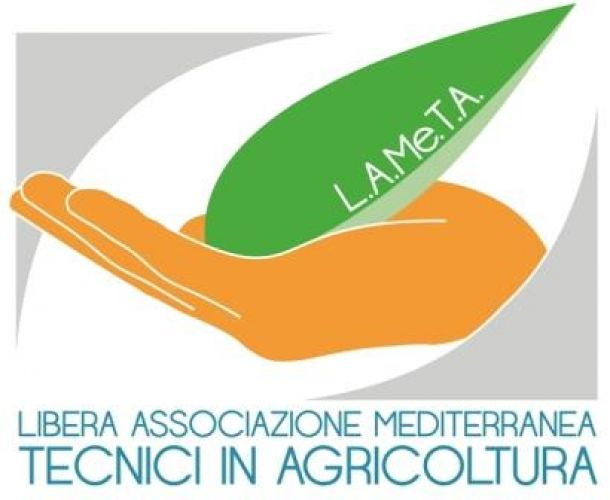 L.A.Me.T.A.
LIBERA ASSOCIAZIONE MEDITERRANEA
TECNICI IN AGRICOLTURA